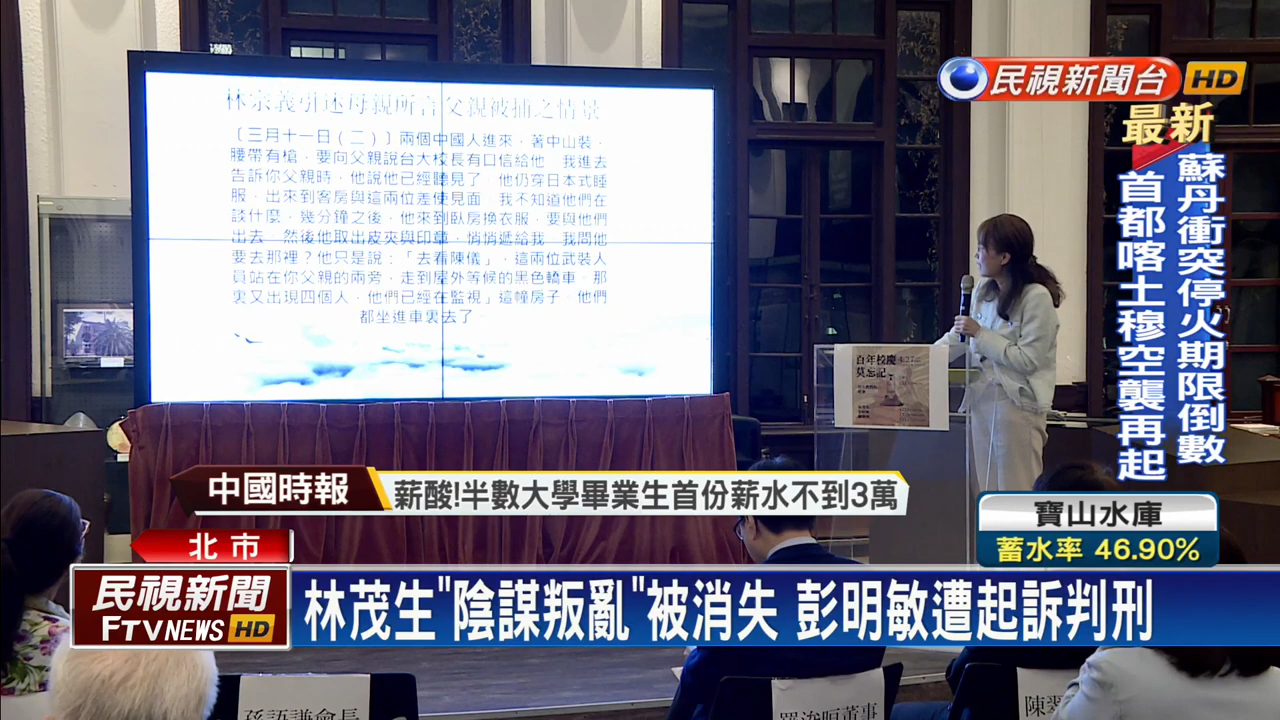 林宗義引述母親所言父親被捕之情景
〔三月十一日（二）〕兩個中國人進來，著中山裝，
腰帶有槍，要向父親說台大校長有口信給他　我進去
告訴你父親時，他說他已經聽見了　他仍穿日本式睡
服，出來到客房與這兩位差使見面　我不知道他們在
談什麼，幾分鐘之後，他來到臥房換衣服，要與他們
出去　然後他取出皮夾與印章，悄悄遞給我　我問他
要去那裡？他只是說：「去看陳儀」，這兩位武裝人
員站在你父親的兩旁，走到屋外等候的黑色轎車，那
裏又出現四個人，他們已經在監視」這幢房子，他們
都坐進車裏去了
民視新聞台 HD
最新
蘇丹衝突停火期限倒數
首都喀土穆空襲再起
百年校慶
莫忘記
中國時報
薪酸!半數大學畢業生首份薪水不到3萬
寶山水庫
蓄水率 46.90%
北市
民視新聞
FTVNEWS HD
林茂生"陰謀叛亂"被消失 彭明敏遭起訴判刑
孫語謙會長